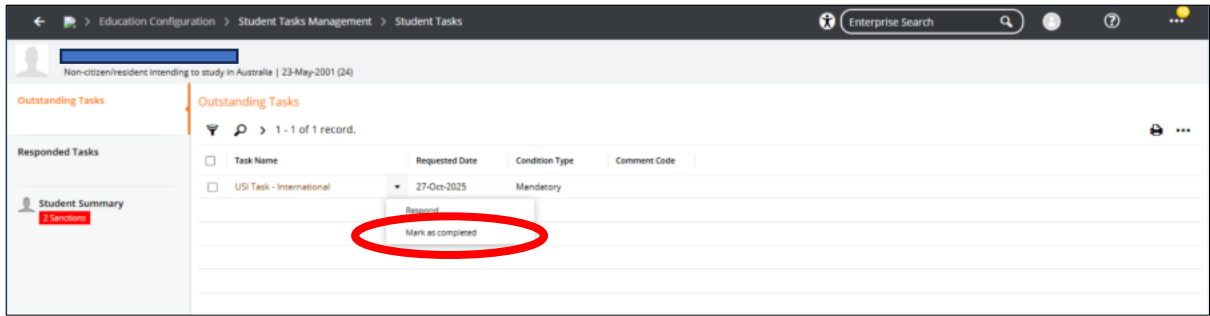 Education Configuration > Student Tasks Management > Student Tasks
Enterprise Search
10
Non-citizen/resident intending to study in Australia | 23-May-2001 (24)
Outstanding Tasks
Responded Tasks
Student Summary
2 Sanctions
Outstanding Tasks
1 - 1 of 1 record.
Task Name Requested Date Condition Type Comment Code
USI Task - International 27-Oct-2025 Mandatory
Respond
Mark as completed